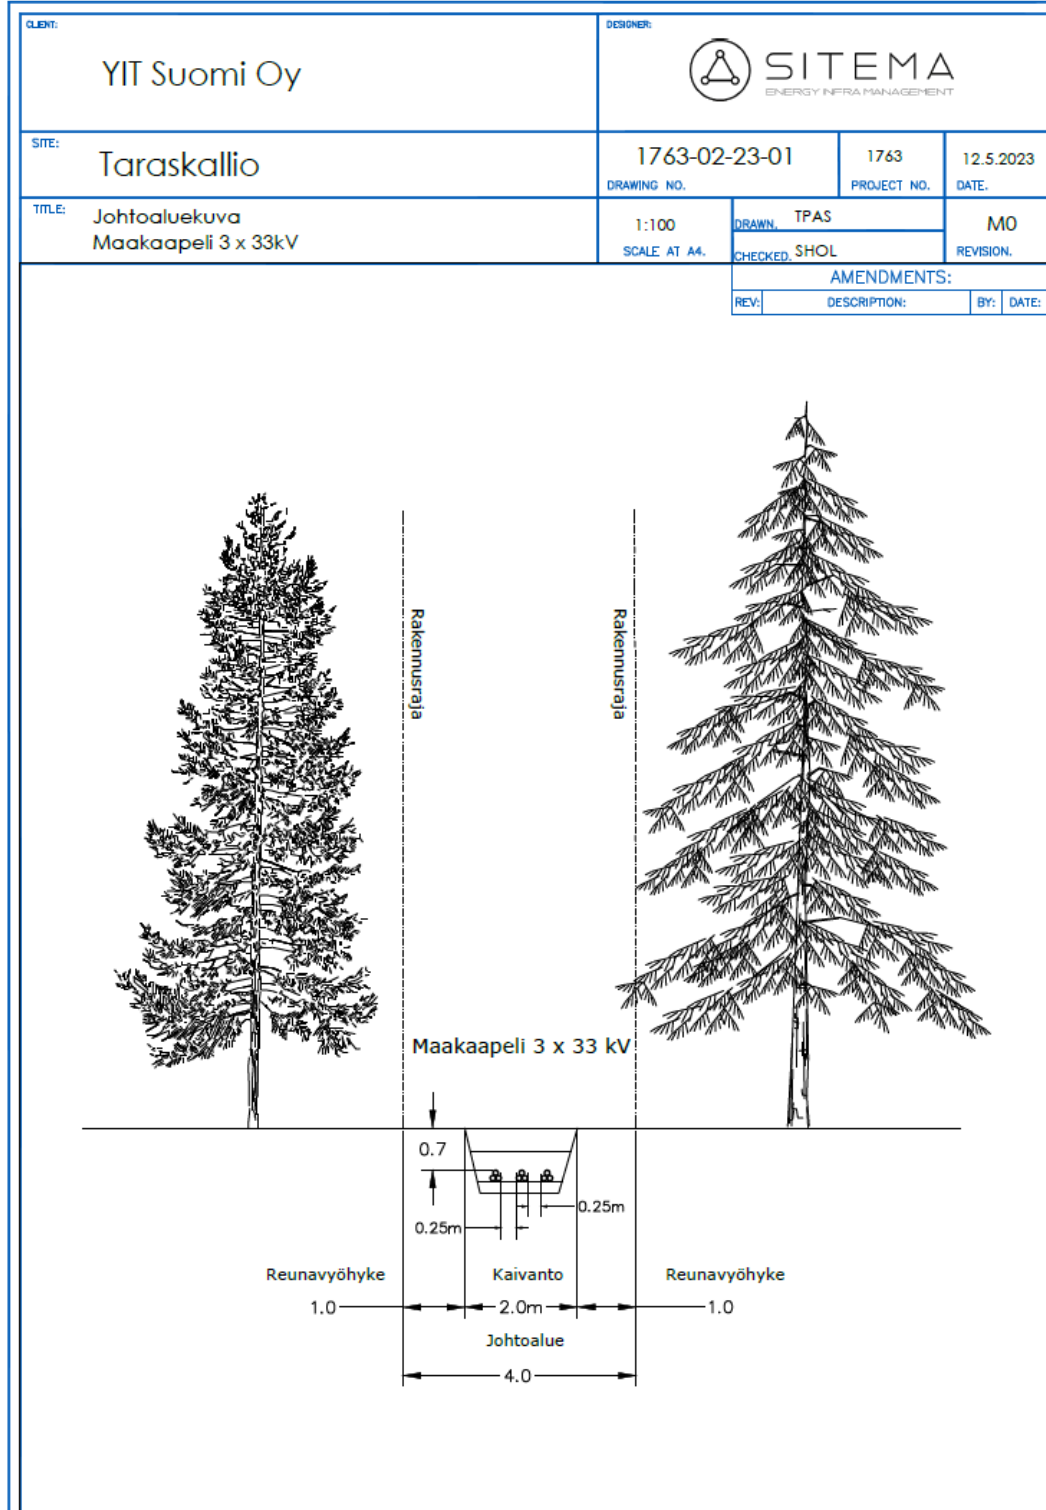 CLIENT:
YIT Suomi Oy
DESIGNER:
SITEMA
ENERGY INFRA MANAGEMENT
SITE:
Taraskallio
1763-02-23-01
DRAWING NO.
1763
PROJECT NO.
12.5.2023
DATE.
TITLE:
Johtoaluekuva
Maakaapeli 3 x 33kV
1:100
SCALE AT A4.
DRAWN. TPAS
CHECKED. SHOL
M0
REVISION.
AMENDMENTS:
REV: DESCRIPTION: BY: DATE:
Rakennusraja
Rakennusraja
Maakaapeli 3 x 33 kV
0.7
0.25m
0.25m
Reunavyöhyke Kaivanto Reunavyöhyke
1.0 2.0m 1.0
Johtoalue
4.0